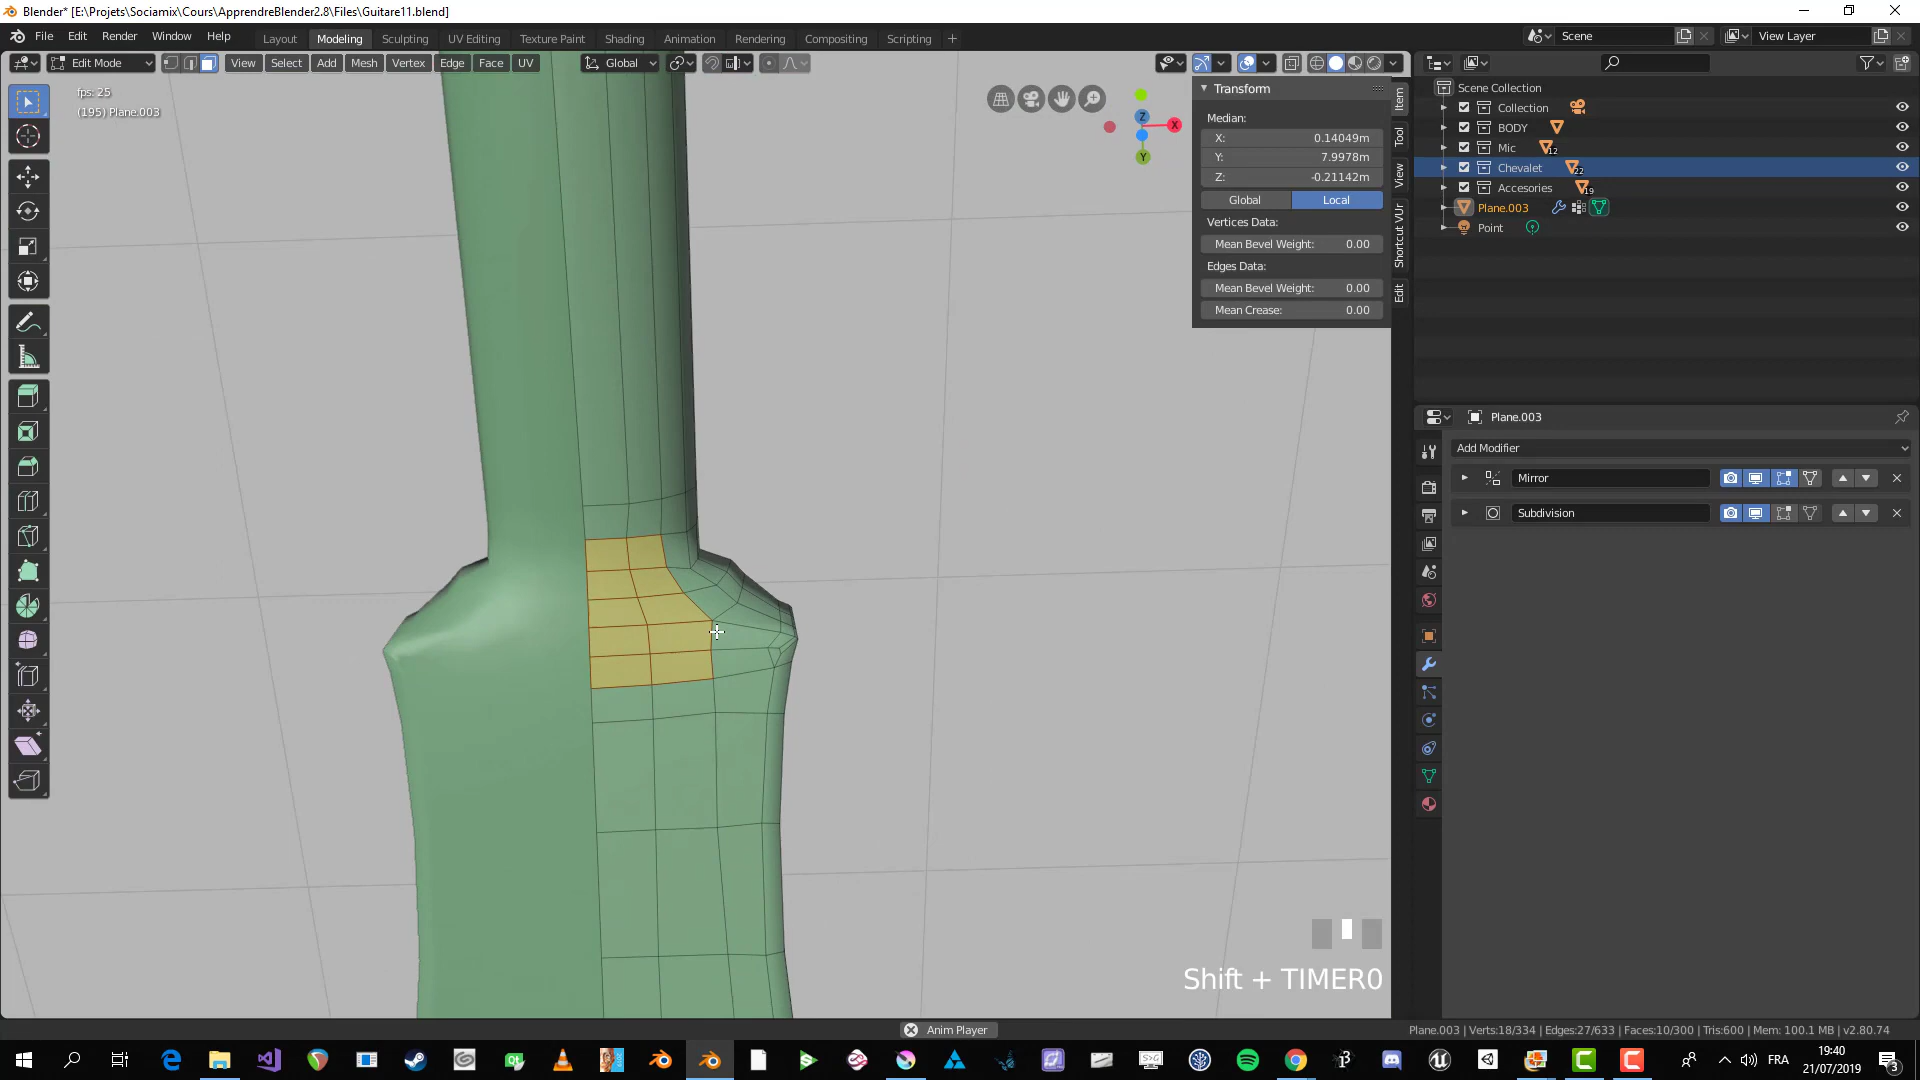 Blender* [E:\Projets\Sociamix\Cours\ApprendreBlender2.8\Files\Guitare11.blend]
File Edit Render Window Help Layout Modeling Sculpting UV Editing Texture Paint Shading Animation Rendering Compositing Scripting + Scene View Layer
Edit Mode View Select Add Mesh Vertex Edge Face UV Global
fps: 25
(195) Plane.003
Z X Y
Transform
Median:
X: 0.14049m
Y: 7.9978m
Z: -0.21142m
Global Local
Vertices Data:
Mean Bevel Weight: 0.00
Edges Data:
Mean Bevel Weight: 0.00
Mean Crease: 0.00
Item
Tool
View
Shortcut VUr
Edit
Scene Collection
Collection
BODY
Mic 12
Chevalet 22
Accesories 19
Plane.003
Point
Plane.003
Add Modifier
Mirror
Subdivision
Shift + TIMER0
Anim Player
Plane.003 | Verts:18/334 | Edges:27/633 | Faces:10/300 | Tris:600 | Mem: 100.1 MB | v2.80.74
FRA
19:40
21/07/2019
3